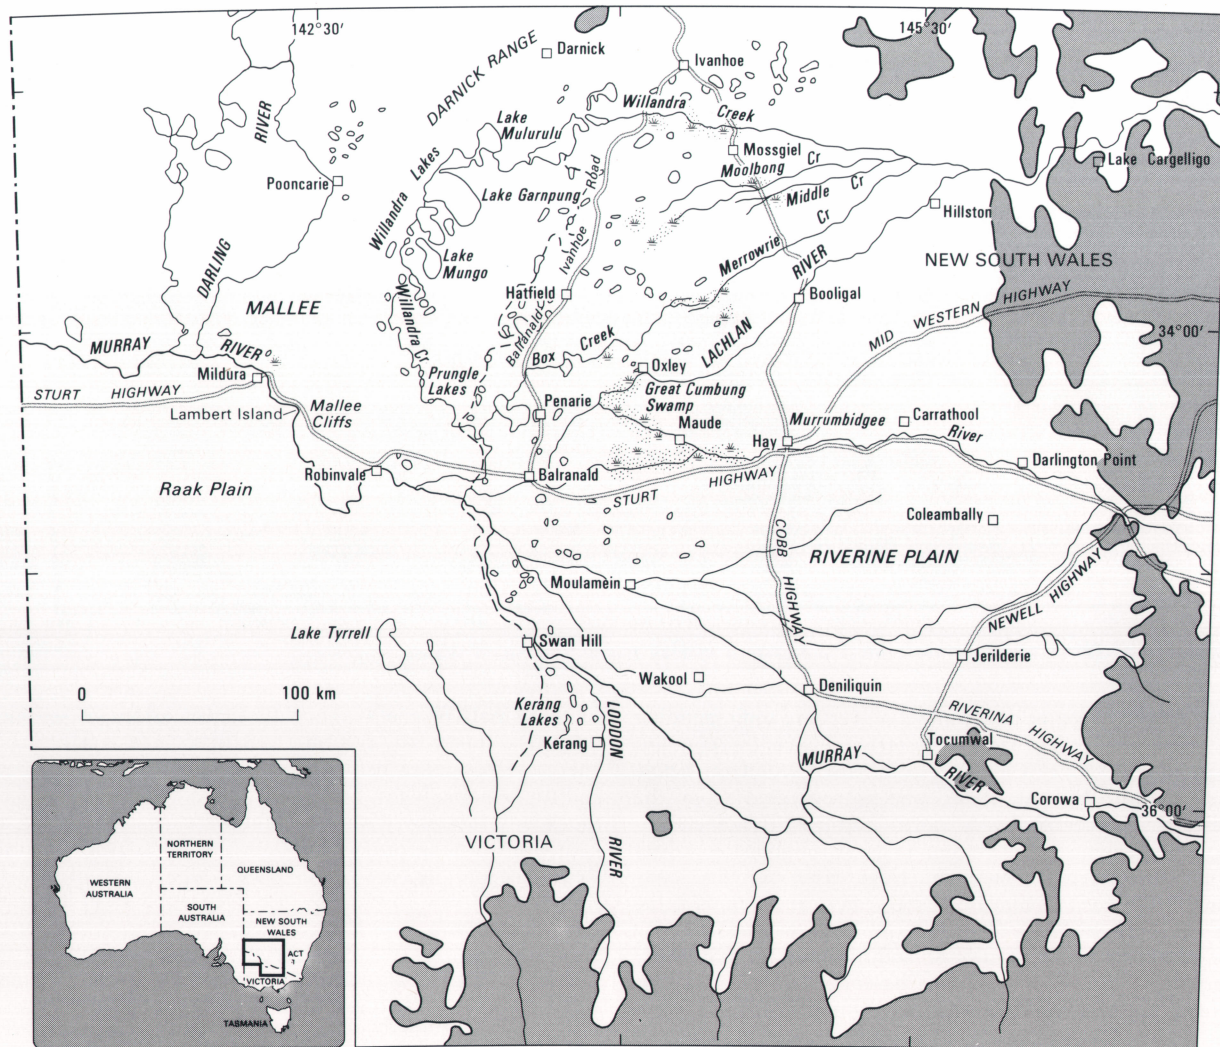 142°30′
145°30′
DARNICK RANGE
Darnick
Ivanhoe
Willandra
Creek
Lake
Mulurulu
RIVER
Mossgiel
Moolbong
Cr
Lake Cargelligo
Pooncarie
Willandra Lakes
Lake Garnpung
Road
Middle
Cr
Hillston
Cr
Merrowrie
Lake
Mungo
Ivanhoe
RIVER
NEW SOUTH WALES
DARLING
MALLEE
Willandra Cr
Hatfield
Booligal
MID WESTERN HIGHWAY
34°00′
MURRAY
RIVER
Balranald
Box
Creek
LACHLAN
Mildura
STURT HIGHWAY
Lambert Island
Mallee
Cliffs
Prungle
Lakes
Oxley
Great Cumbung
Swamp
Penarie
Maude
Hay
Murrumbidgee
River
Carrathool
Darlington Point
Robinvale
Balranald
STURT HIGHWAY
Raak Plain
Coleambally
COBB
HIGHWAY
RIVERINE PLAIN
Moulamein
NEWELL HIGHWAY
Lake Tyrrell
Swan Hill
Jerilderie
0 100 km
Wakool
Deniliquin
Kerang
Lakes
LODDON
RIVER
RIVERINA HIGHWAY
Kerang
Tocumwal
MURRAY
RIVER
Corowa
36°00′
VICTORIA
NORTHERN
TERRITORY
WESTERN
AUSTRALIA
QUEENSLAND
SOUTH
AUSTRALIA
NEW SOUTH
WALES
ACT
VICTORIA
TASMANIA